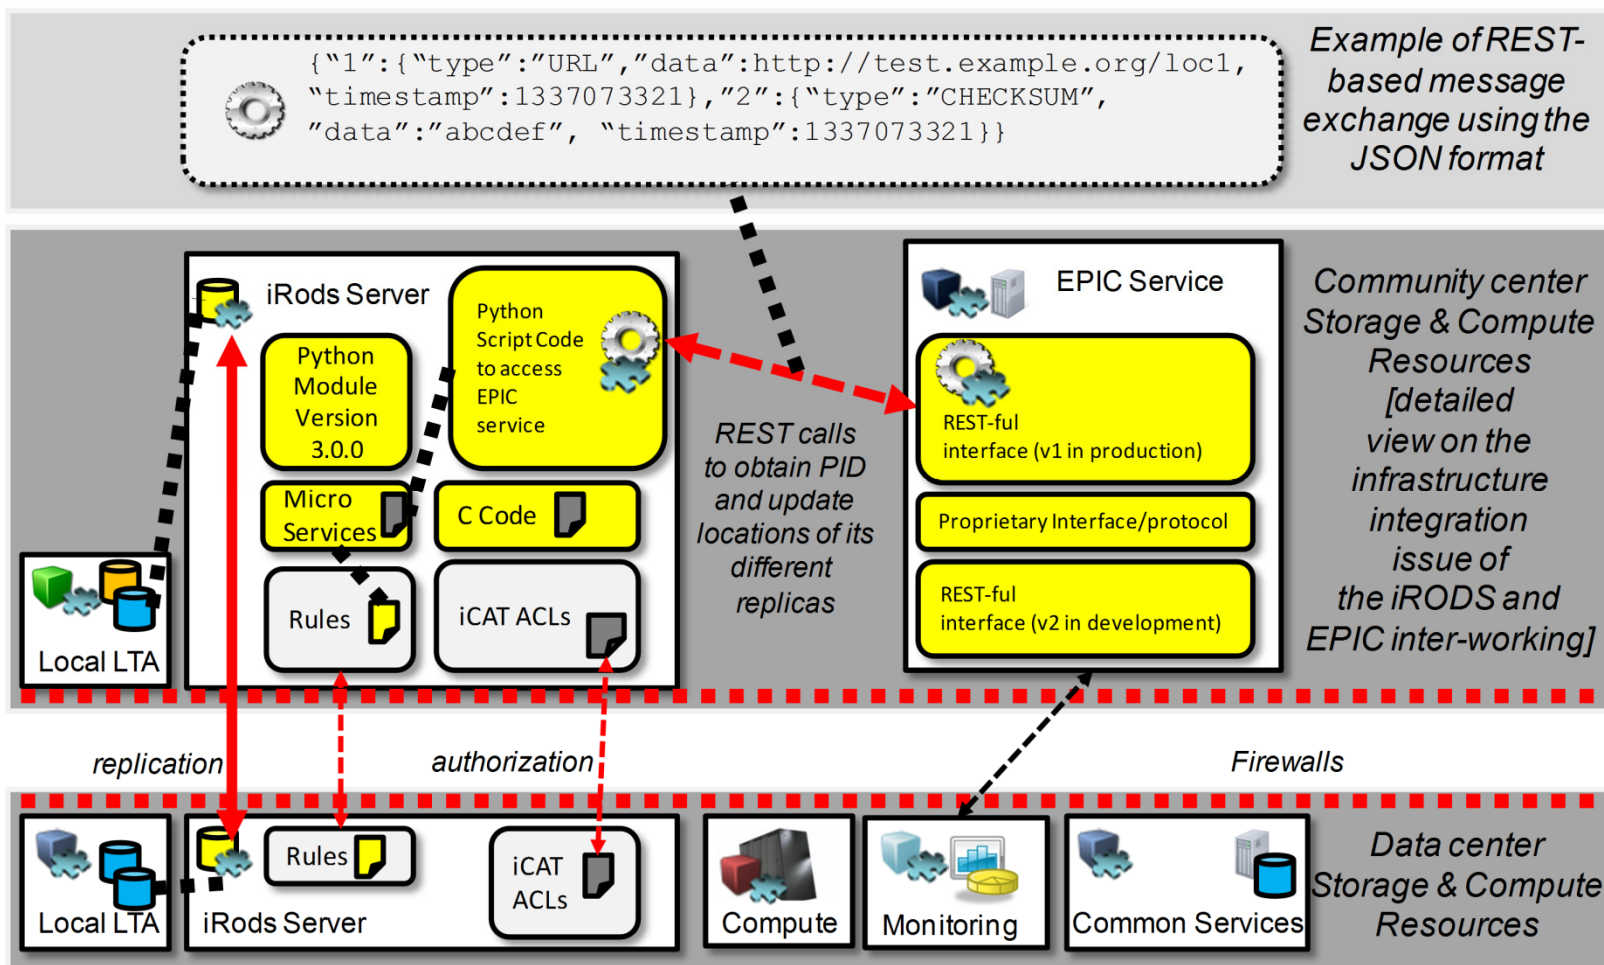 {“1”:{“type”:”URL”,”data”:http://test.example.org/loc1,
“timestamp”:1337073321},”2”:{“type”:”CHECKSUM”,
”data”:”abcdef”, “timestamp”:1337073321}}
Example of REST-
based message
exchange using the
JSON format
iRods Server
Python
Module
Version
3.0.0
Python
Script Code
to access
EPIC
service
Micro
Services
C Code
Rules
iCAT ACLs
Local LTA
REST calls
to obtain PID
and update
locations of its
different
replicas
EPIC Service
REST-ful
interface (v1 in production)
Proprietary Interface/protocol
REST-ful
interface (v2 in development)
Community center
Storage & Compute
Resources
[detailed
view on the
infrastructure
integration
issue of
the iRODS and
EPIC inter-working]
replication
authorization
Firewalls
Local LTA
iRods Server
Rules
iCAT
ACLs
Compute
Monitoring
Common Services
Data center
Storage & Compute
Resources